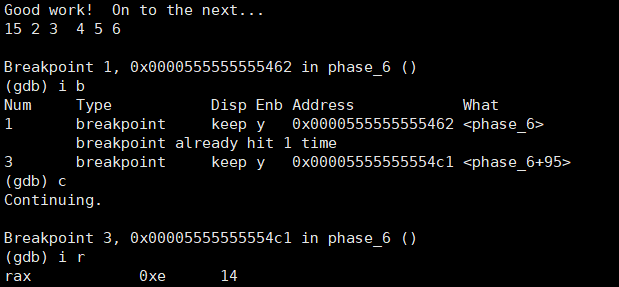 Good work!  On to the next...
15 2 3  4 5 6

Breakpoint 1, 0x0000555555555462 in phase_6 ()
(gdb) i b
Num     Type           Disp Enb Address            What
1       breakpoint     keep y   0x0000555555555462 <phase_6>
        breakpoint already hit 1 time
3       breakpoint     keep y   0x00005555555554c1 <phase_6+95>
(gdb) c
Continuing.

Breakpoint 3, 0x00005555555554c1 in phase_6 ()
(gdb) i r
rax            0xe      14